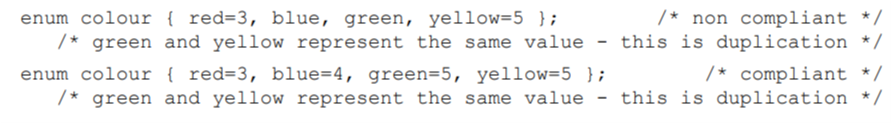 enum colour { red=3, blue, green, yellow=5 }; /* non compliant */
/* green and yellow represent the same value - this is duplication */
enum colour { red=3, blue=4, green=5, yellow=5 }; /* compliant */
/* green and yellow represent the same value - this is duplication */